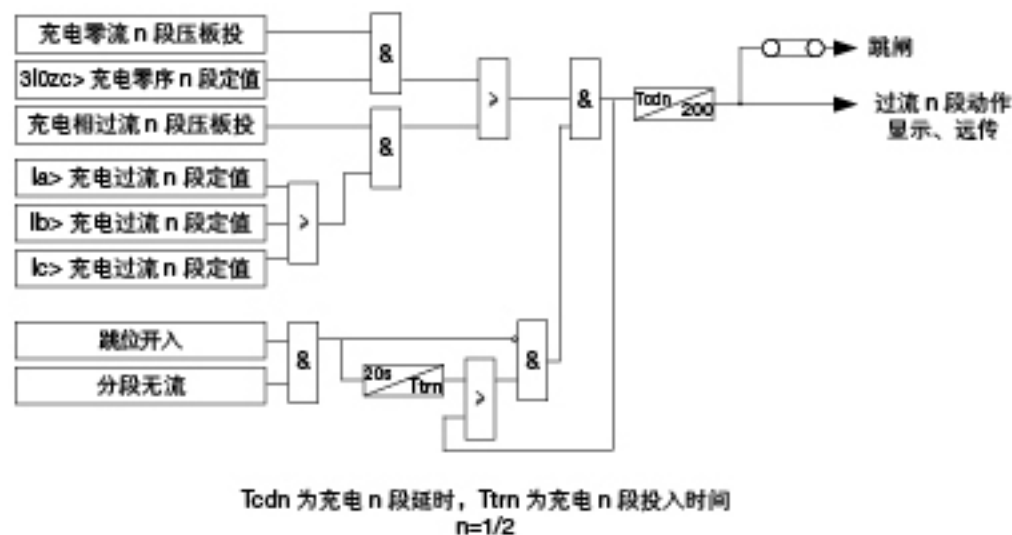 充电零流 n 段压板投
&
3I0zc> 充电零序 n 段定值
充电相过流 n 段压板投
&
Ia> 充电过流 n 段定值
Ib> 充电过流 n 段定值
>
Ic> 充电过流 n 段定值
>
&
Tcdn
200
跳闸
过流 n 段动作
显示、远传
跳位开入
分段无流
&
20s
Ttrn
>
&
Tcdn 为充电 n 段延时，Ttrn 为充电 n 段投入时间
n=1/2